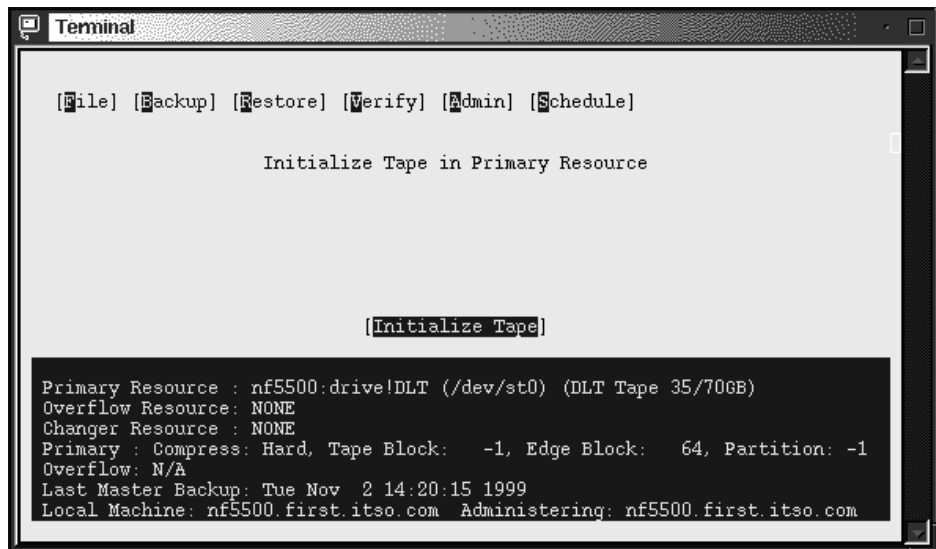 Terminal
[File] [Backup] [Restore] [Verify] [Admin] [Schedule]
Initialize Tape in Primary Resource
[Initialize Tape]
Primary Resource : nf5500:drive!DLT (/dev/st0) (DLT Tape 35/70GB)
Overflow Resource: NONE
Changer Resource : NONE
Primary : Compress: Hard, Tape Block:   -1, Edge Block:   64, Partition: -1
Overflow: N/A
Last Master Backup: Tue Nov  2 14:20:15 1999
Local Machine: nf5500.first.itso.com  Administering: nf5500.first.itso.com